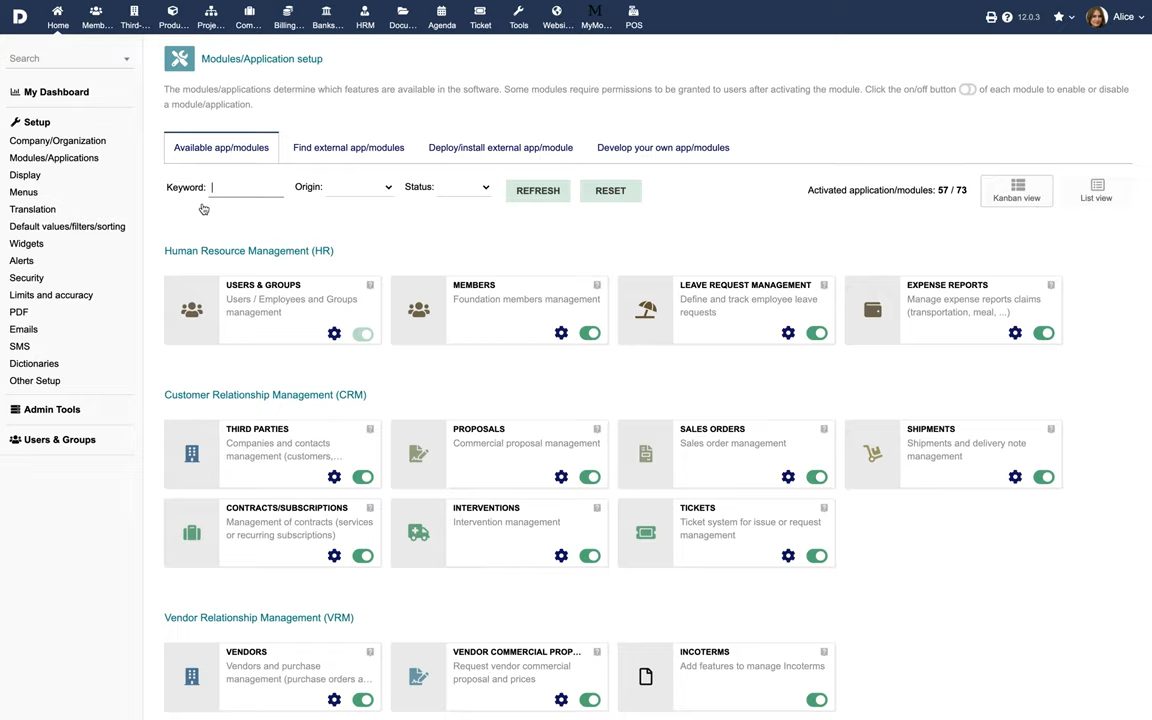 D
Home
Memb...
Third-...
Produ...
Proje...
Com...
Billing...
Banks...
HRM
Docu...
Agenda
Ticket
Tools
Websi...
M
MyMo...
POS
12.0.3
Alice
Search
My Dashboard
Setup
Company/Organization
Modules/Applications
Display
Menus
Translation
Default values/filters/sorting
Widgets
Alerts
Security
Limits and accuracy
PDF
Emails
SMS
Dictionaries
Other Setup
Admin Tools
Users & Groups
Modules/Application setup
The modules/applications determine which features are available in the software. Some modules require permissions to be granted to users after activating the module. Click the on/off button of each module to enable or disable
a module/application.
Available app/modules
Find external app/modules
Deploy/install external app/module
Develop your own app/modules
Keyword:
Origin:
Status:
REFRESH
RESET
Activated application/modules: 57 / 73
Kanban view
List view
Human Resource Management (HR)
USERS & GROUPS
Users / Employees and Groups
management
MEMBERS
Foundation members management
LEAVE REQUEST MANAGEMENT
Define and track employee leave
requests
EXPENSE REPORTS
Manage expense reports claims
(transportation, meal, ...)
Customer Relationship Management (CRM)
THIRD PARTIES
Companies and contacts
management (customers,...
PROPOSALS
Commercial proposal management
SALES ORDERS
Sales order management
SHIPMENTS
Shipments and delivery note
management
CONTRACTS/SUBSCRIPTIONS
Management of contracts (services
or recurring subscriptions)
INTERVENTIONS
Intervention management
TICKETS
Ticket system for issue or request
management
Vendor Relationship Management (VRM)
VENDORS
Vendors and purchase
management (purchase orders a...
VENDOR COMMERCIAL PROP...
Request vendor commercial
proposal and prices
INCOTERMS
Add features to manage Incoterms